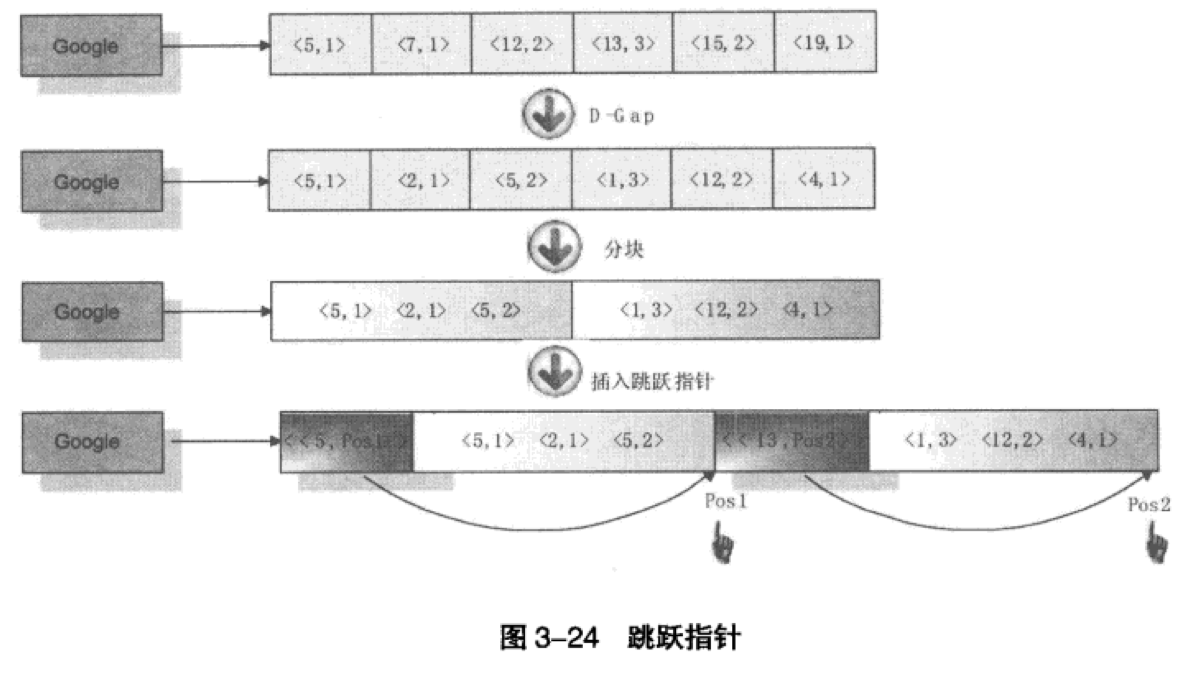 Google <5,1> <7,1> <12,2> <13,3> <15,2> <19,1>
D-Gap
Google <5,1> <2,1> <5,2> <1,3> <12,2> <4,1>
分块
Google <5,1> <2,1> <5,2> <1,3> <12,2> <4,1>
插入跳跃指针
Google <<5,Pos1>> <5,1> <2,1> <5,2> <<13,Pos2>> <1,3> <12,2> <4,1>
Pos1
Pos2
图 3-24 跳跃指针